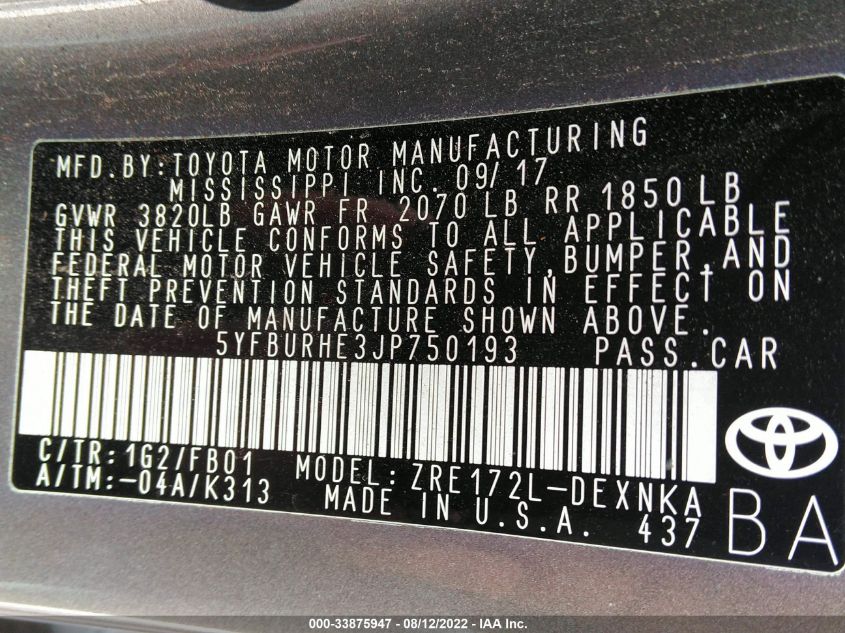 MFD.BY:TOYOTA MOTOR MANUFACTURING
MISSISSIPPI INC. 09/17
GVWR 3820LB GAWR FR 2070 LB RR 1850 LB
THIS VEHICLE CONFORMS TO ALL APPLICABLE
FEDERAL MOTOR VEHICLE SAFETY,BUMPER,AND
THEFT PREVENTION STANDARDS IN EFFECT ON
THE DATE OF MANUFACTURE SHOWN ABOVE.
5YFBURHE3JP750193 PASS.CAR
C/TR:1G2/FB01 MODEL:ZRE172L-DEXNKA
A/TM:-04A/K313 MADE IN U.S.A. 437
BA
000-33875947 - 08/12/2022 - IAA Inc.